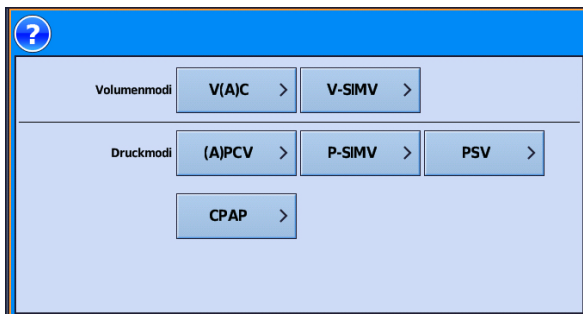 ?
Volumenmodi V(A)C > V-SIMV >
Druckmodi (A)PCV > P-SIMV > PSV >
CPAP >